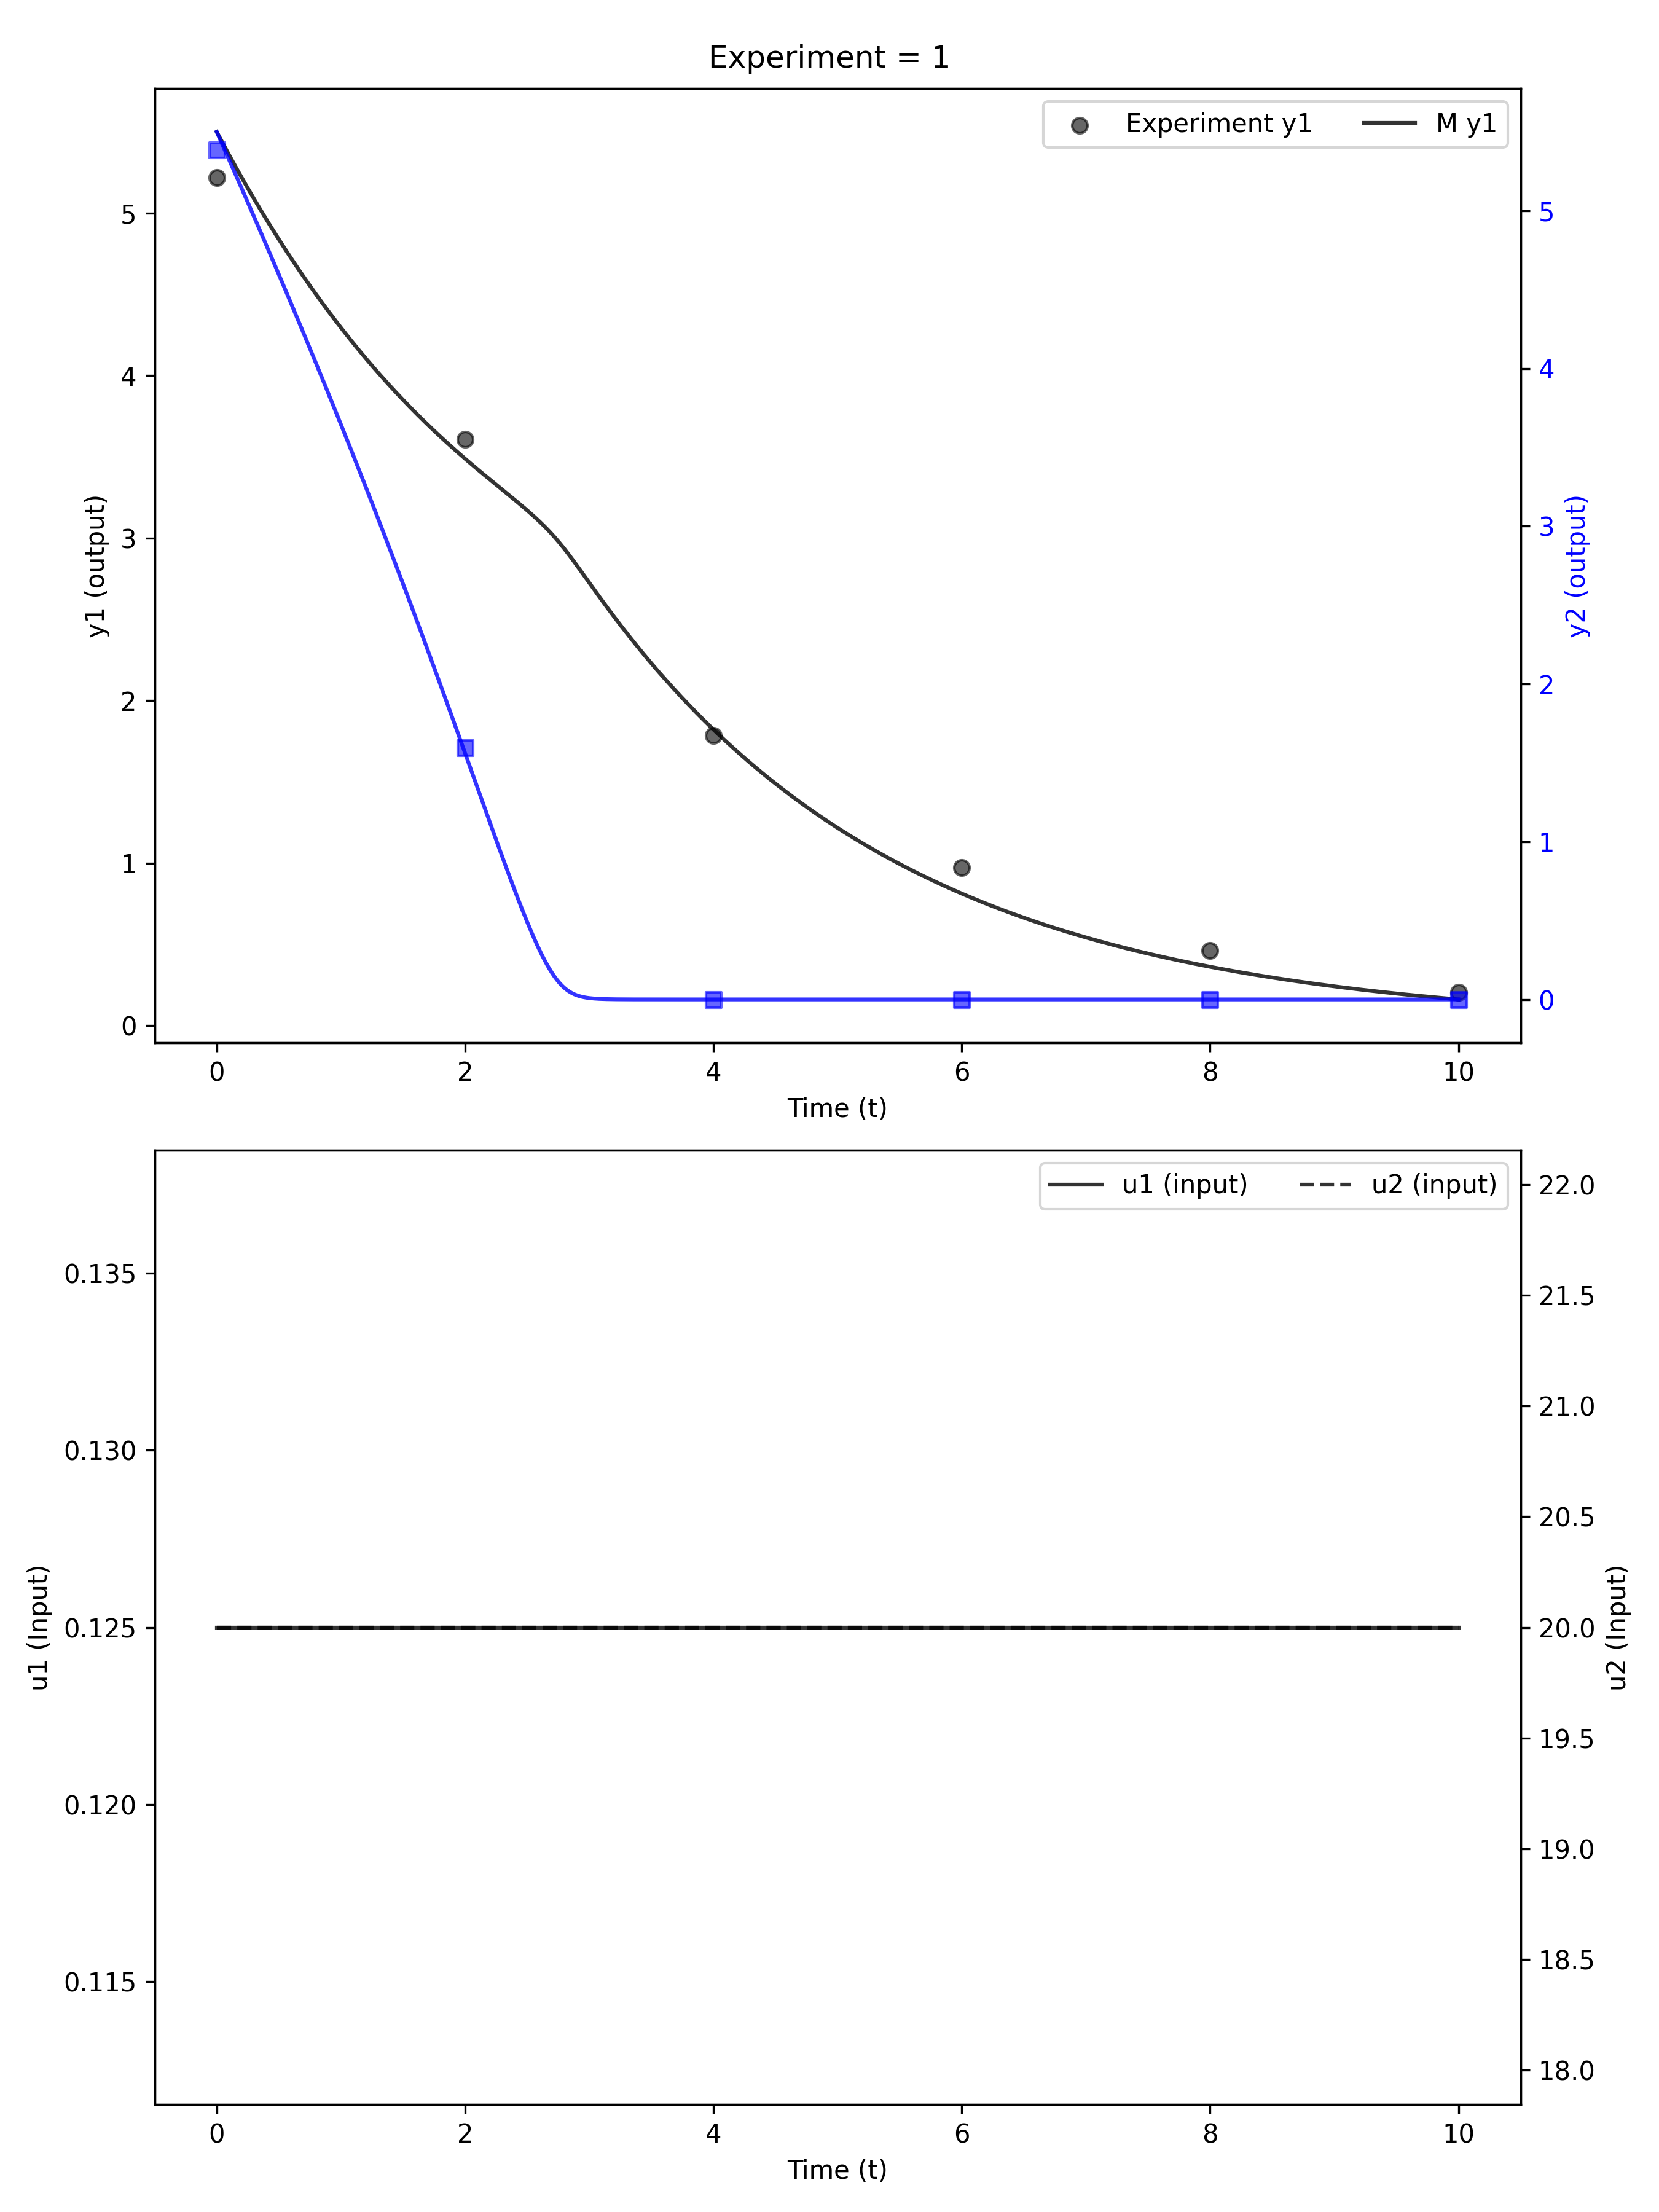 Experiment = 1
Experiment y1 M y1
5
4
3
2
1
0
y1 (output)
5
4
3
2
1
0
y2 (output)
0 2 4 6 8 10
Time (t)
u1 (input) u2 (input)
0.135
0.130
0.125
0.120
0.115
u1 (Input)
22.0
21.5
21.0
20.5
20.0
19.5
19.0
18.5
18.0
u2 (Input)
0 2 4 6 8 10
Time (t)